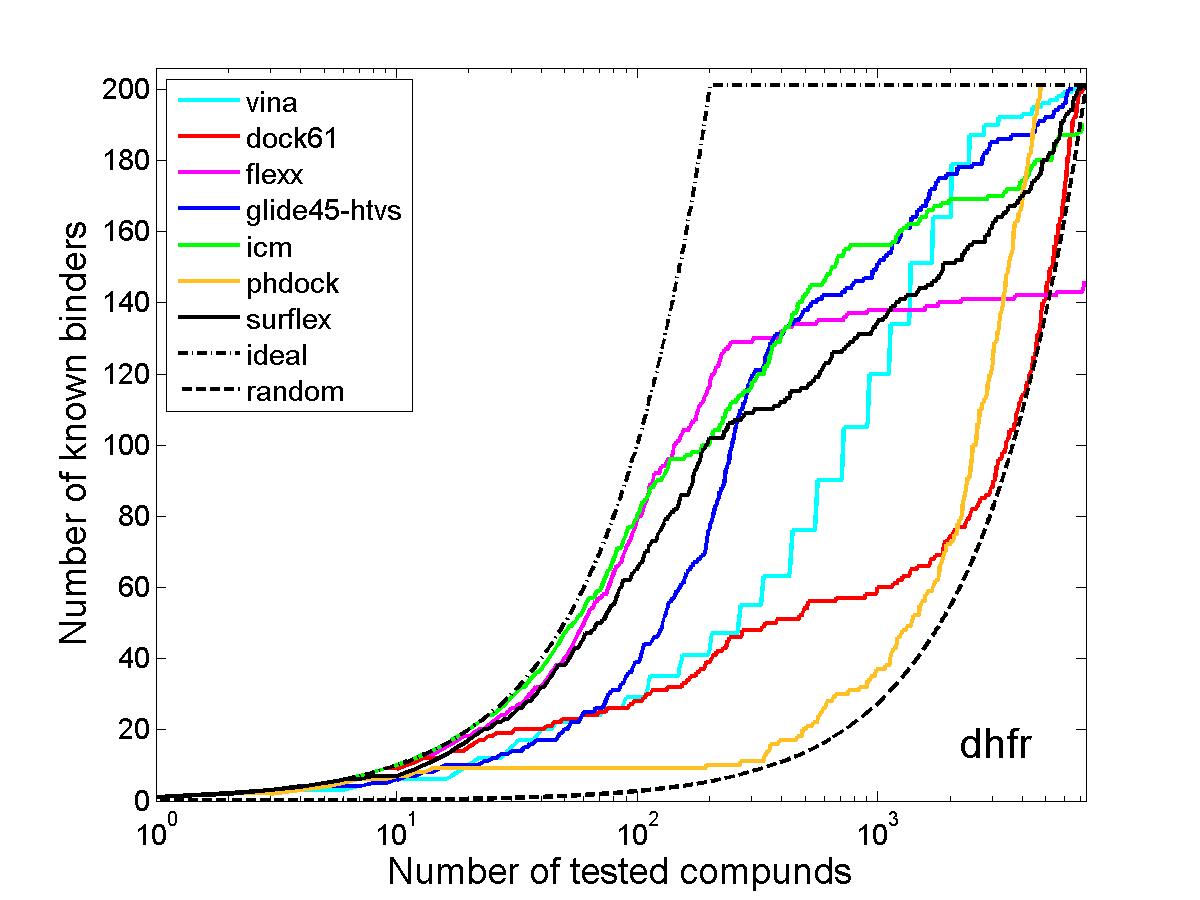 200
180
160
140
120
100
80
60
40
20
0
Number of known binders
vina
dock61
flexx
glide45-htvs
icm
phdock
surflex
ideal
random
dhfr
10^0 10^1 10^2 10^3
Number of tested compunds